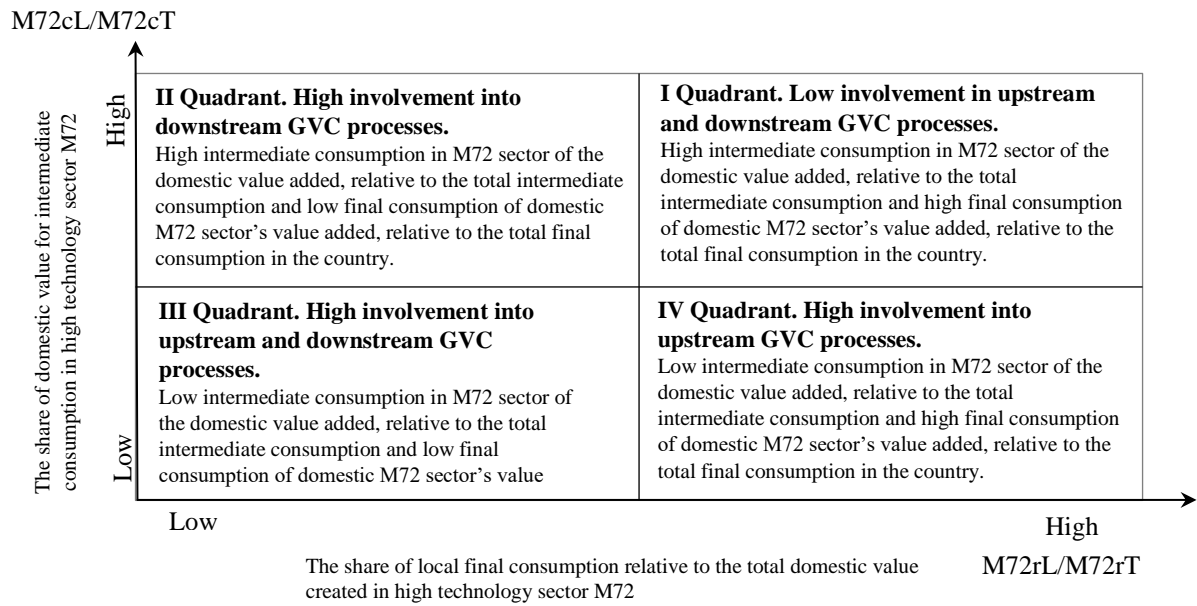 M72cL/M72cT
The share of domestic value for intermediate
consumption in high technology sector M72
High
Low
II Quadrant. High involvement into
downstream GVC processes.
High intermediate consumption in M72 sector of the
domestic value added, relative to the total intermediate
consumption and low final consumption of domestic
M72 sector’s value added, relative to the total final
consumption in the country.
I Quadrant. Low involvement in upstream
and downstream GVC processes.
High intermediate consumption in M72 sector of the
domestic value added, relative to the total
intermediate consumption and high final consumption
of domestic M72 sector’s value added, relative to the
total final consumption in the country.
III Quadrant. High involvement into
upstream and downstream GVC
processes.
Low intermediate consumption in M72 sector of
the domestic value added, relative to the total
intermediate consumption and low final
consumption of domestic M72 sector’s value
IV Quadrant. High involvement into
upstream GVC processes.
Low intermediate consumption in M72 sector of the
domestic value added, relative to the total
intermediate consumption and high final consumption
of domestic M72 sector’s value added, relative to the
total final consumption in the country.
Low
High
The share of local final consumption relative to the total domestic value
created in high technology sector M72
M72rL/M72rT